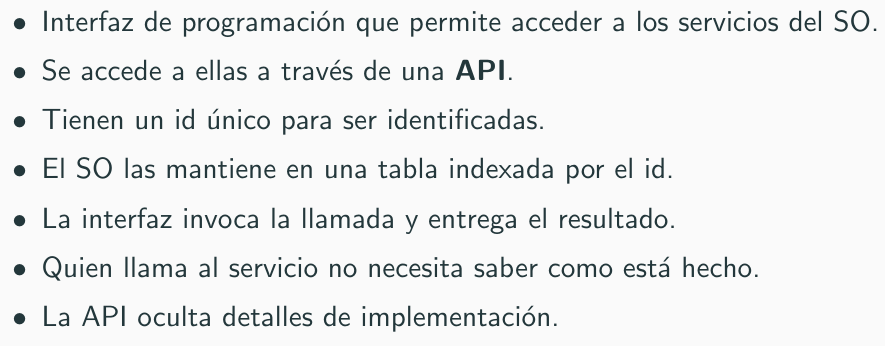 • Interfaz de programación que permite acceder a los servicios del SO.
• Se accede a ellas a través de una API.
• Tienen un id único para ser identificadas.
• El SO las mantiene en una tabla indexada por el id.
• La interfaz invoca la llamada y entrega el resultado.
• Quien llama al servicio no necesita saber como está hecho.
• La API oculta detalles de implementación.